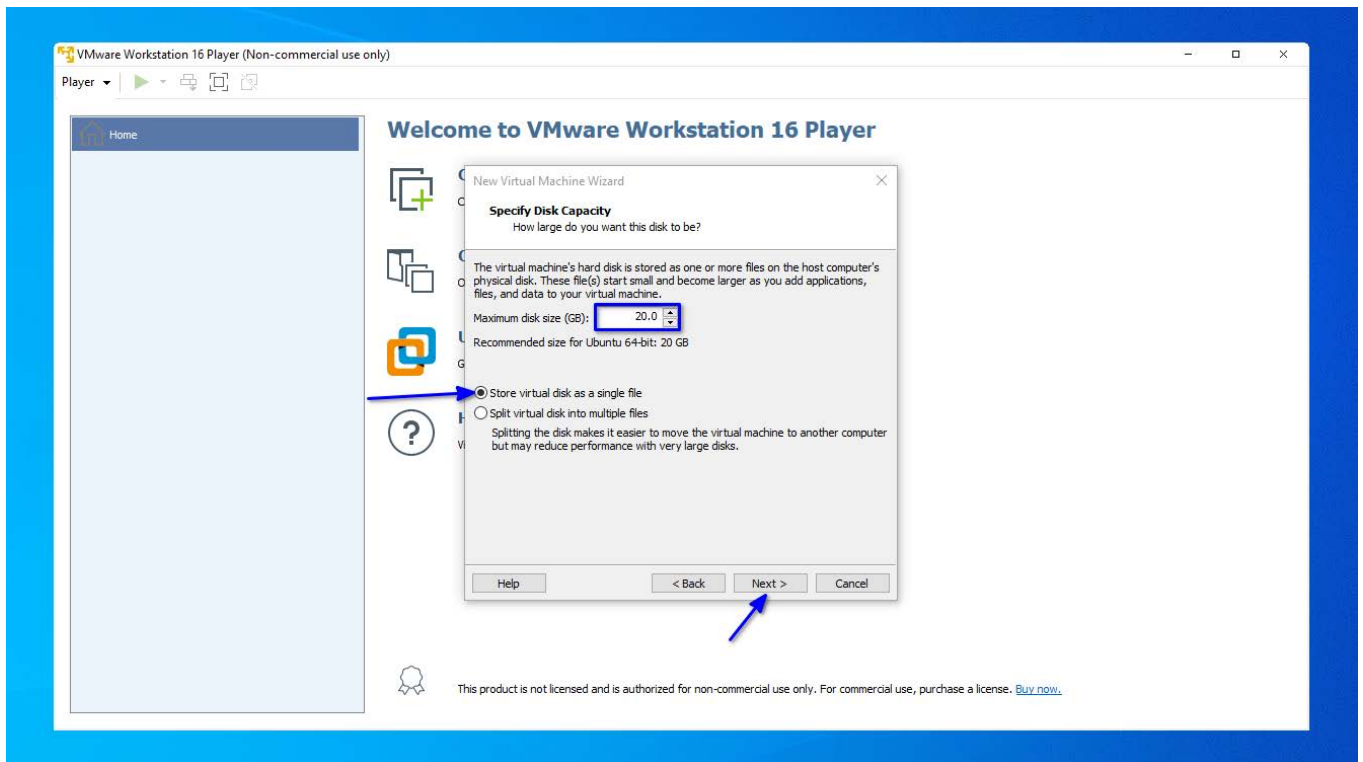 VMware Workstation 16 Player (Non-commercial use only)
Player
Home
Welcome to VMware Workstation 16 Player
New Virtual Machine Wizard
Specify Disk Capacity
How large do you want this disk to be?
The virtual machine's hard disk is stored as one or more files on the host computer's
physical disk. These file(s) start small and become larger as you add applications,
files, and data to your virtual machine.
Maximum disk size (GB): 20.0
Recommended size for Ubuntu 64-bit: 20 GB
Store virtual disk as a single file
Split virtual disk into multiple files
Splitting the disk makes it easier to move the virtual machine to another computer
but may reduce performance with very large disks.
Help < Back Next > Cancel
This product is not licensed and is authorized for non-commercial use only. For commercial use, purchase a license. Buy now.